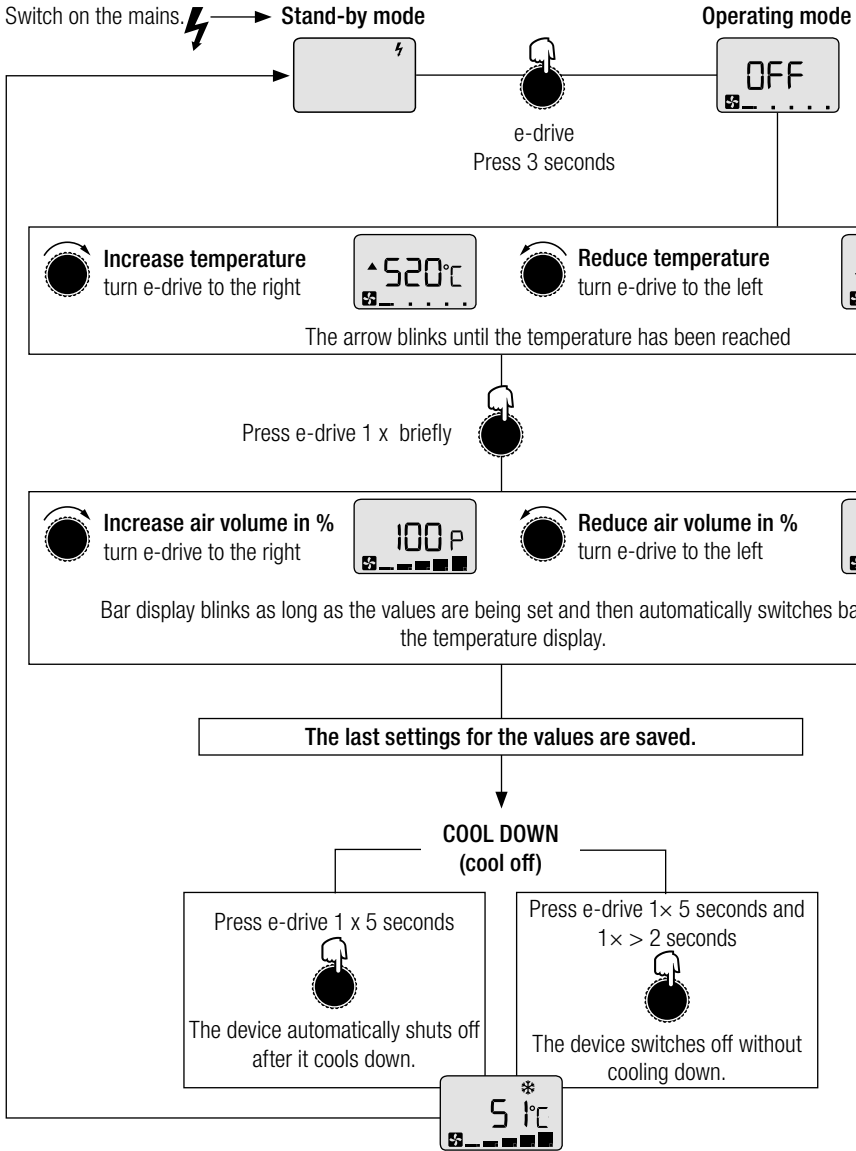 Switch on the mains. Stand-by mode
Operating mode
OFF
e-drive
Press 3 seconds
Increase temperature
turn e-drive to the right
520°C
Reduce temperature
turn e-drive to the left
The arrow blinks until the temperature has been reached
Press e-drive 1 x briefly
Increase air volume in %
turn e-drive to the right
100 P
Reduce air volume in %
turn e-drive to the left
Bar display blinks as long as the values are being set and then automatically switches ba
the temperature display.
The last settings for the values are saved.
COOL DOWN
(cool off)
Press e-drive 1 x 5 seconds
The device automatically shuts off
after it cools down.
Press e-drive 1× 5 seconds and
1× > 2 seconds
The device switches off without
cooling down.
51°C